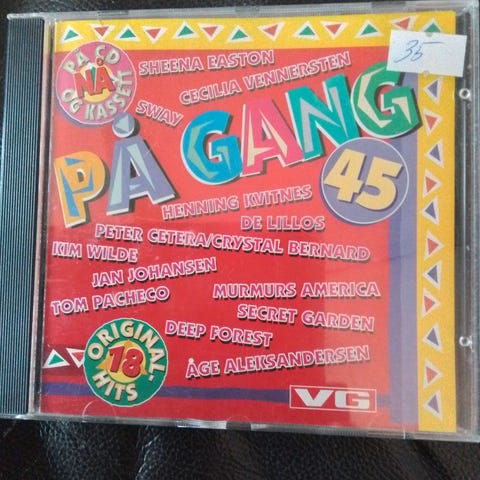 PÅ CD
NÅ
OG KASSETT
35-
SHEENA EASTON
CECILIA VENNERSTEN
SWAY
PÅ GANG
45
HENNING KVITNES
DE LILLOS
PETER CETERA/CRYSTAL BERNARD
KIM WILDE
JAN JOHANSEN
TOM PACHECO
MURMURS AMERICA
SECRET GARDEN
DEEP FOREST
ÅGE ALEKSANDERSEN
ORIGINAL-
18
HITS
VG